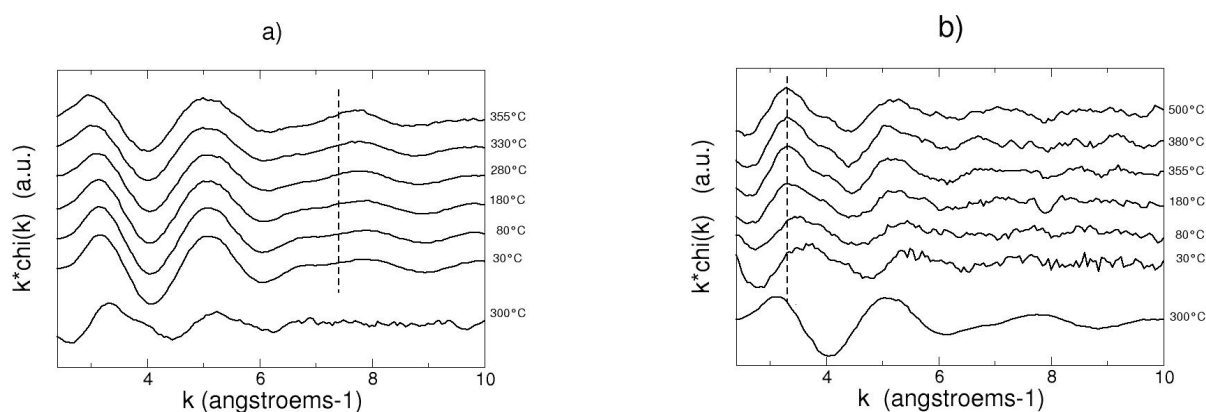 a)
355°C
330°C
280°C
180°C
80°C
30°C
300°C
k*chi(k) (a.u.)
4
6
8
10
k (angstroems-1)
b)
500°C
380°C
355°C
180°C
80°C
30°C
300°C
k*chi(k) (a.u.)
4
6
8
10
k (angstroems-1)